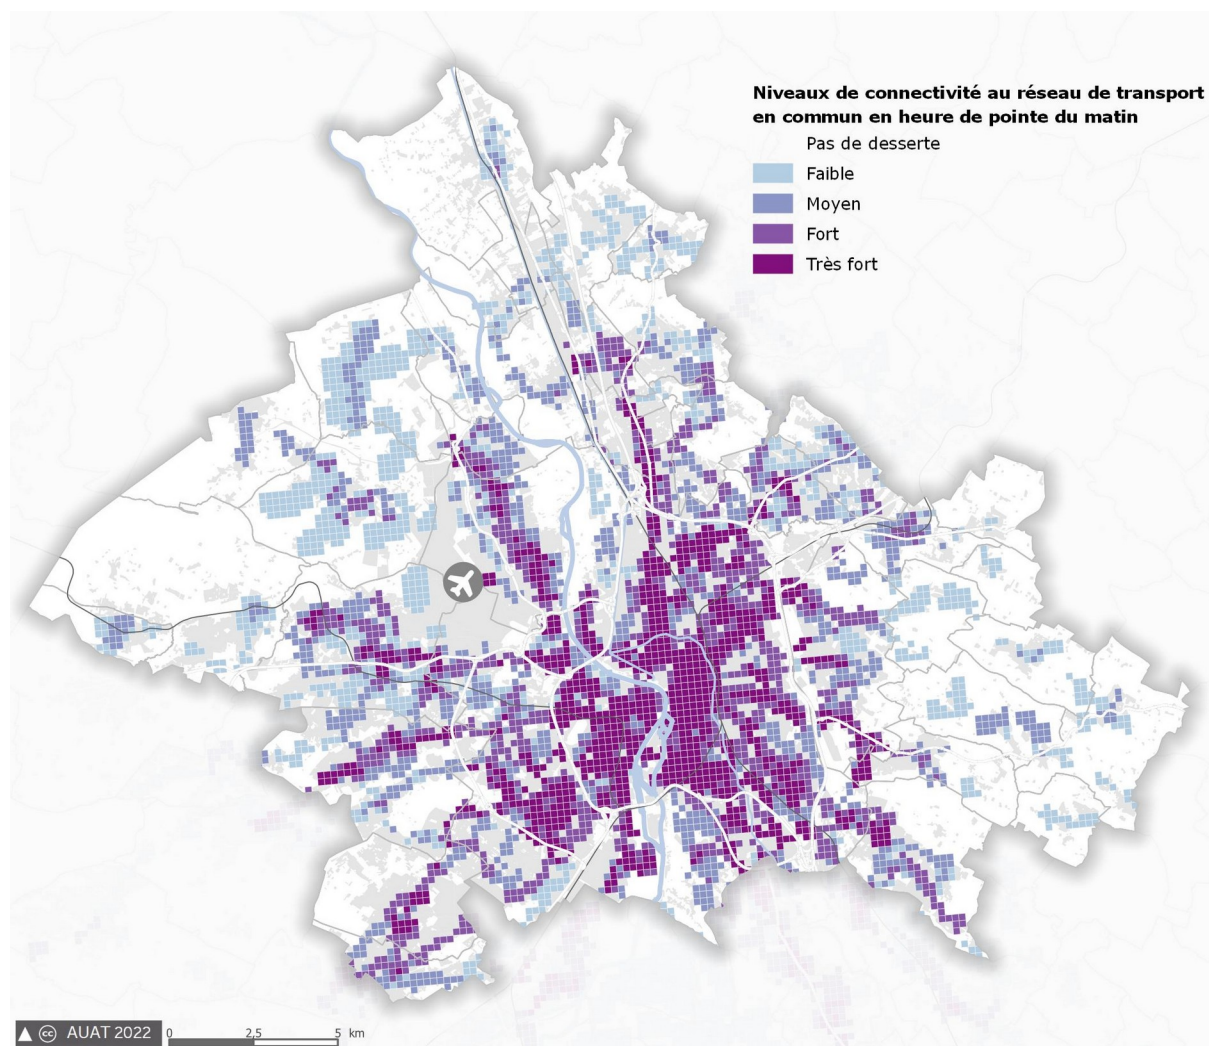 Niveaux de connectivité au réseau de transport
en commun en heure de pointe du matin
Pas de desserte
Faible
Moyen
Fort
Très fort
cc AUAT 2022 0 2,5 5 km